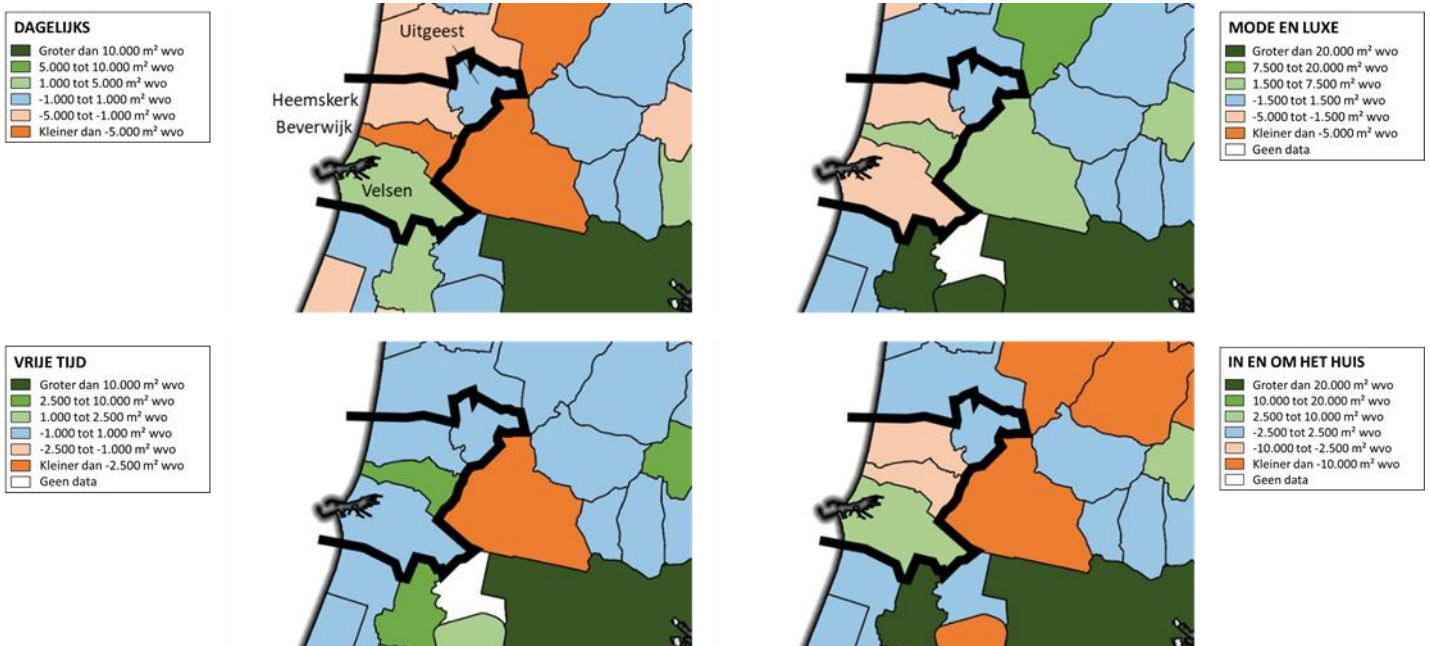 DAGELIJKS
Groter dan 10.000 m² wvo
5.000 tot 10.000 m² wvo
1.000 tot 5.000 m² wvo
-1.000 tot 1.000 m² wvo
-5.000 tot -1.000 m² wvo
Kleiner dan -5.000 m² wvo
Uitgeest
Heemskerk
Beverwijk
Velsen
MODE EN LUXE
Groter dan 20.000 m² wvo
7.500 tot 20.000 m² wvo
1.500 tot 7.500 m² wvo
-1.500 tot 1.500 m² wvo
-5.000 tot -1.500 m² wvo
Kleiner dan -5.000 m² wvo
Geen data
VRIJE TIJD
Groter dan 10.000 m² wvo
2.500 tot 10.000 m² wvo
1.000 tot 2.500 m² wvo
-1.000 tot 1.000 m² wvo
-2.500 tot -1.000 m² wvo
Kleiner dan -2.500 m² wvo
Geen data
IN EN OM HET HUIS
Groter dan 20.000 m² wvo
10.000 tot 20.000 m² wvo
2.500 tot 10.000 m² wvo
-2.500 tot 2.500 m² wvo
-10.000 tot -2.500 m² wvo
Kleiner dan -10.000 m² wvo
Geen data